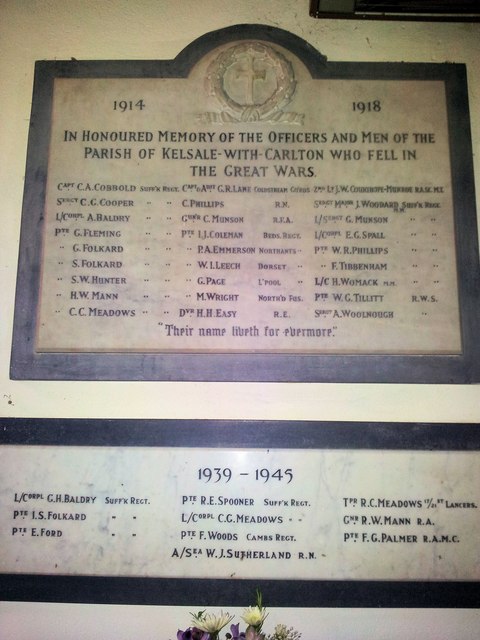 1914 1918
IN HONOURED MEMORY OF THE OFFICERS AND MEN OF THE
PARISH OF KELSALE-WITH-CARLTON WHO FELL IN
THE GREAT WARS.
CAPT C.A. COBBOLD SUFF'K REGT. CAPT & ADJT G.R. LANE COLDSTREAM GUARDS 2ND LT J.W. R.A.SC. M.T.
SERGT C.G. COOPER " " C. PHILLIPS R.N. SERGT MAJOR J. WOODARD M.M. SUFF'K REGT.
L/CORPL A. BALDRY " " GUNR C. MUNSON R.F.A. L/SERGT G. MUNSON " "
PTE G. FLEMING " " PTE I.J. COLEMAN BEDS. REGT. L/CORPL E.G. SPALL " "
" G. FOLKARD " " " P.A. EMMERSON NORTHANTS " PTE W.R. PHILLIPS " "
" S. FOLKARD " " " W.J. LEECH DORSET " " F. TIBBENHAM " "
" S.W. HUNTER " " " G. PAGE L'POOL " L/C H. WOMACK M.M. " "
" H.W. MANN " " " M. WRIGHT NORTH'D FUS. PTE W.G. TILLITT R.W.S.
" C.C. MEADOWS " " DVR H.H. EASY R.E. SERGT A. WOOLNOUGH "
"Their name liveth for evermore."
1939 - 1945
L/CORPL G.H. BALDRY SUFF'K REGT. PTE R.E. SPOONER SUFF'K REGT. TPR R.C. MEADOWS 17/21ST LANCERS.
PTE I.S. FOLKARD " " L/CORPL C.G. MEADOWS " " GNR R.W. MANN R.A.
PTE E. FORD " " PTE F. WOODS CAMBS REGT. PTE F.G. PALMER R.A.M.C.
A/SEA W.J. SUTHERLAND R.N.